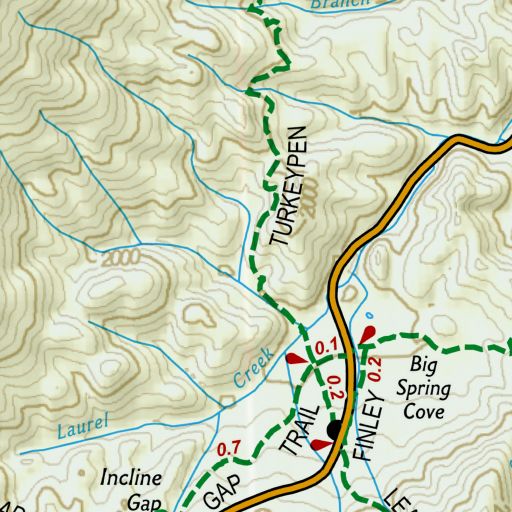 Branch
TURKEYPEN
2000
2000
Creek
Laurel
0.1
0.2
0.2
0.7
Big
Spring
Cove
TRAIL
FINLEY
Incline
Gap
GAP